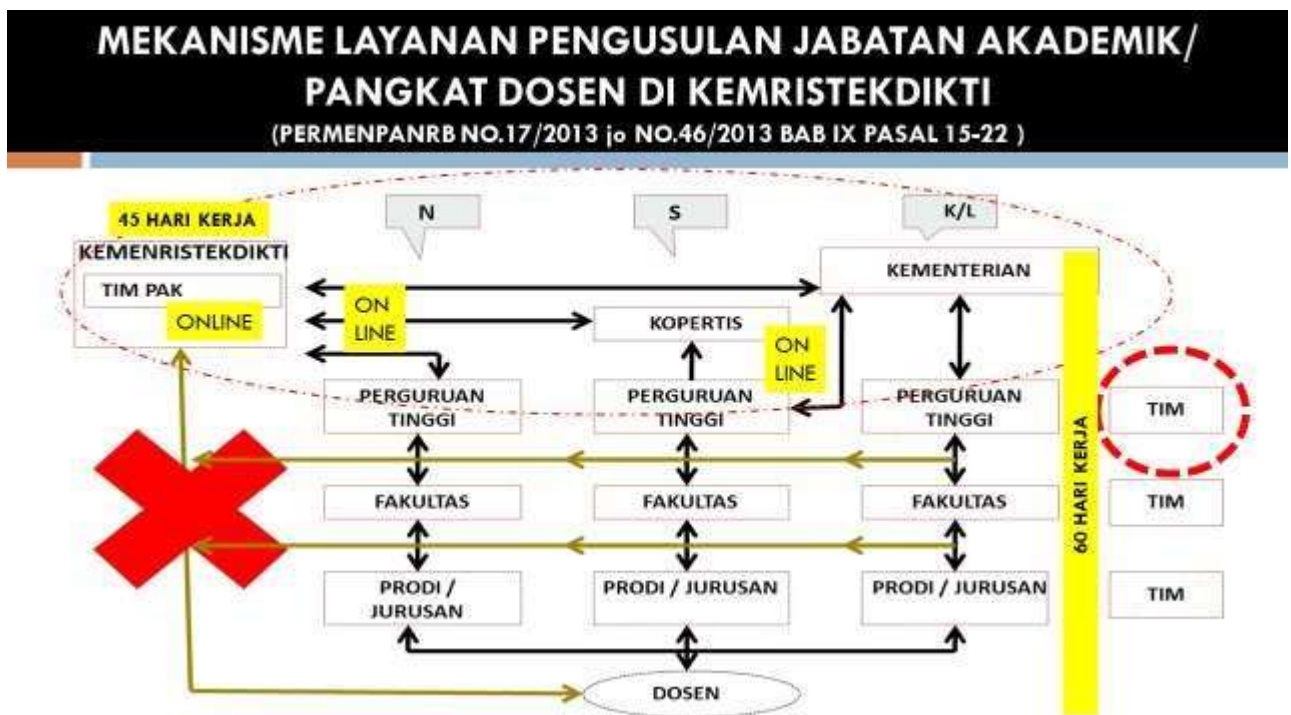 MEKANISME LAYANAN PENGUSULAN JABATAN AKADEMIK/
PANGKAT DOSEN DI KEMRISTEKDIKTI
(PERMENPANRB NO.17/2013 jo NO.46/2013 BAB IX PASAL 15-22 )
45 HARI KERJA
N
S
K/L
KEMENRISTEKDIKTI
TIM PAK
ONLINE
ON
LINE
KEMENTERIAN
KOPERTIS
ON
LINE
PERGURUAN
TINGGI
PERGURUAN
TINGGI
PERGURUAN
TINGGI
TIM
FAKULTAS
FAKULTAS
FAKULTAS
TIM
60 HARI KERJA
PRODI /
JURUSAN
PRODI / JURUSAN
PRODI / JURUSAN
TIM
DOSEN